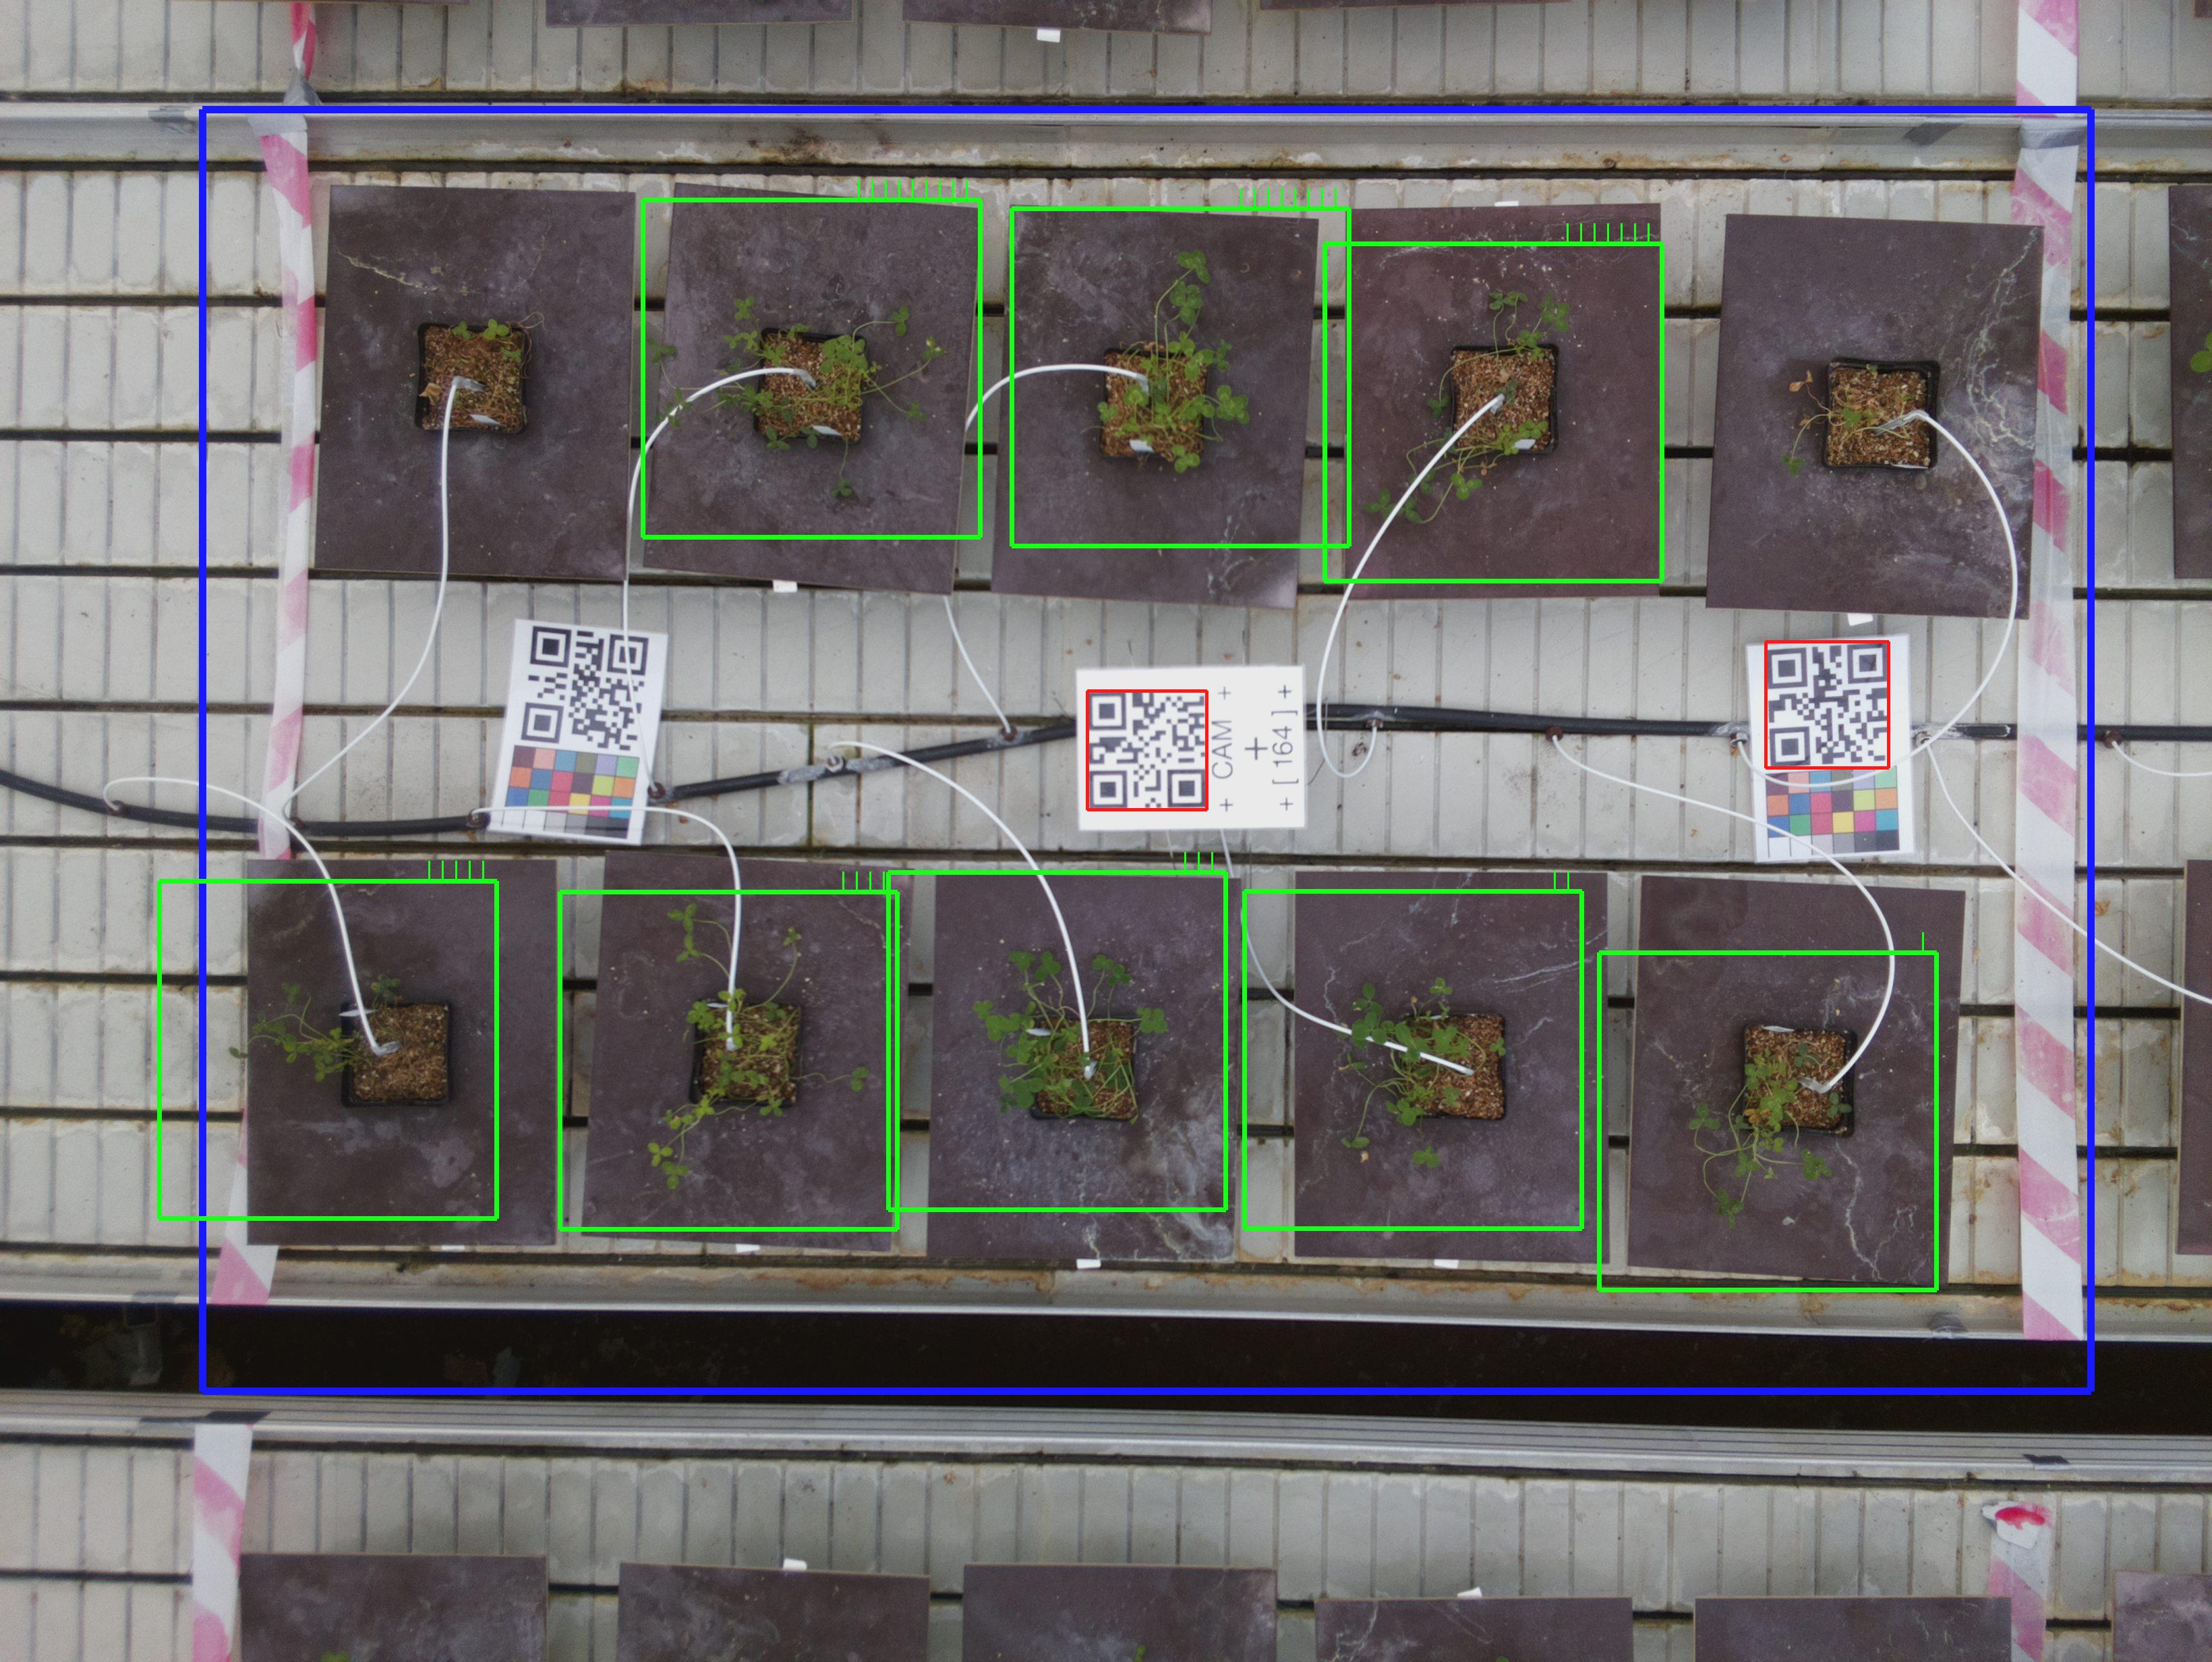 + CAM +
+
+ [ 164 ] +